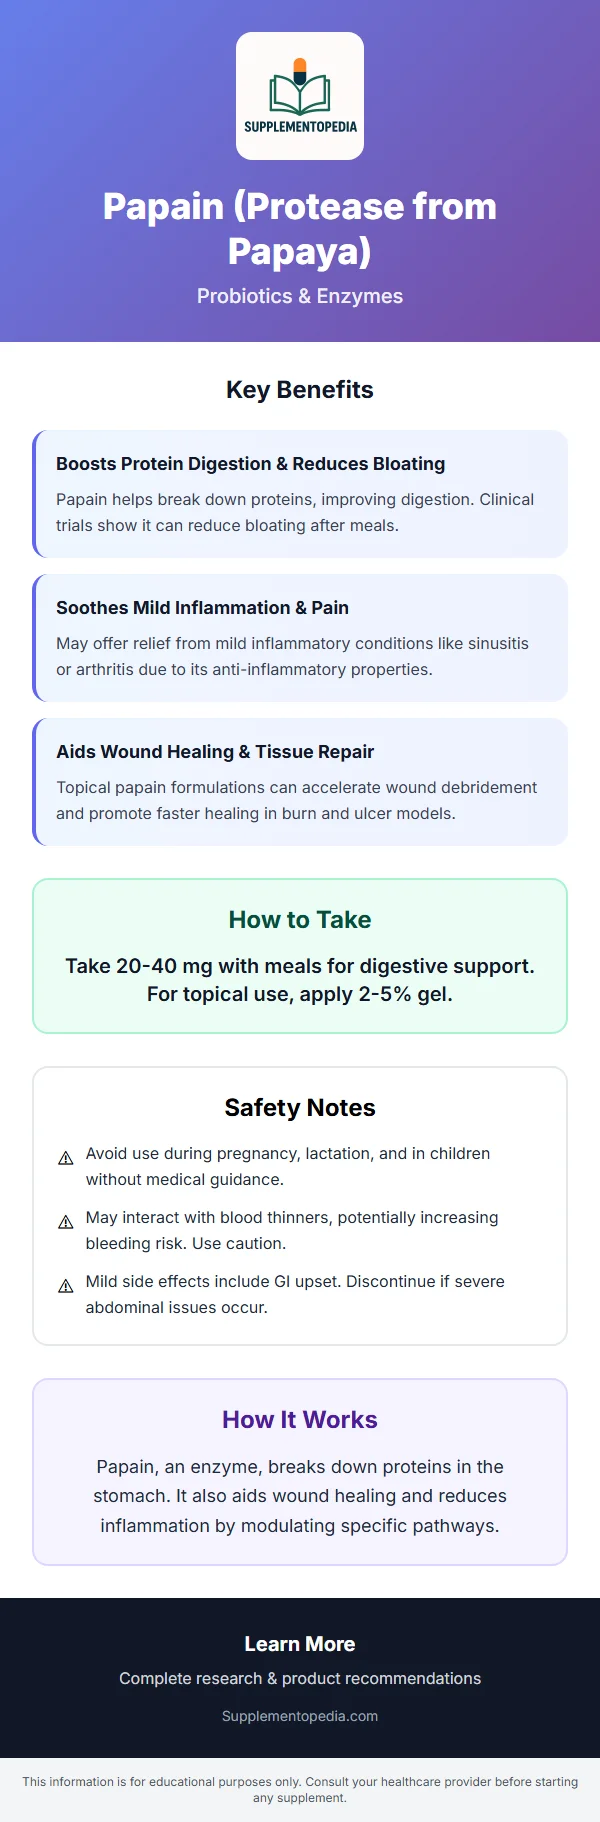 SUPPLEMENTOPEDIA
Papain (Protease from
Papaya)
Probiotics & Enzymes
Key Benefits
Boosts Protein Digestion & Reduces Bloating
Papain helps break down proteins, improving digestion. Clinical
trials show it can reduce bloating after meals.
Soothes Mild Inflammation & Pain
May offer relief from mild inflammatory conditions like sinusitis
or arthritis due to its anti-inflammatory properties.
Aids Wound Healing & Tissue Repair
Topical papain formulations can accelerate wound debridement
and promote faster healing in burn and ulcer models.
How to Take
Take 20-40 mg with meals for digestive support.
For topical use, apply 2-5% gel.
Safety Notes
⚠ Avoid use during pregnancy, lactation, and in children
without medical guidance.
⚠ May interact with blood thinners, potentially increasing
bleeding risk. Use caution.
⚠ Mild side effects include GI upset. Discontinue if severe
abdominal issues occur.
How It Works
Papain, an enzyme, breaks down proteins in the
stomach. It also aids wound healing and reduces
inflammation by modulating specific pathways.
Learn More
Complete research & product recommendations
Supplementopedia.com
This information is for educational purposes only. Consult your healthcare provider before starting
any supplement.